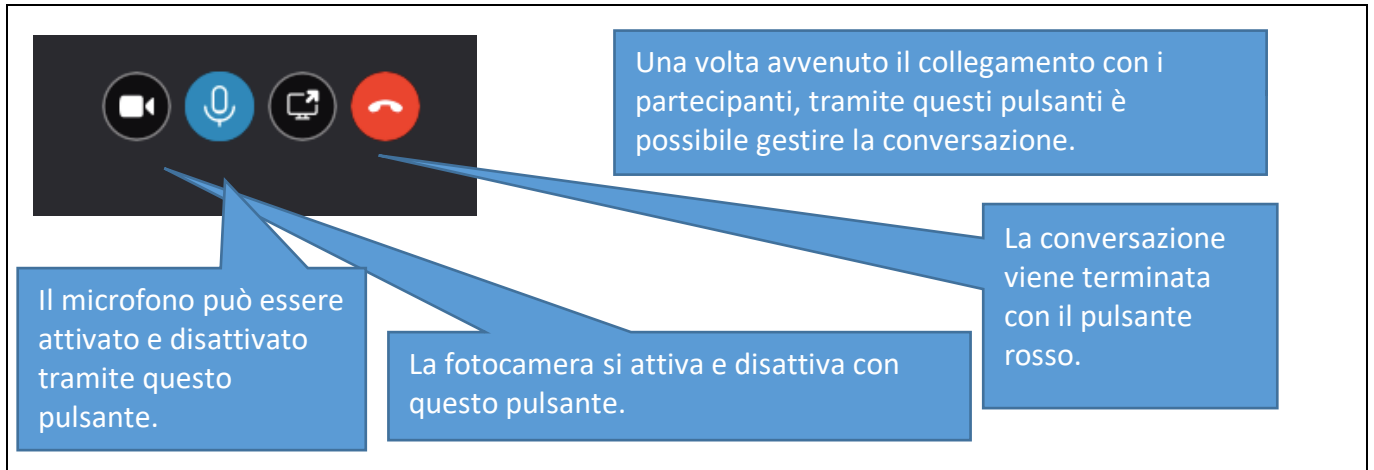 Una volta avvenuto il collegamento con i
partecipanti, tramite questi pulsanti è
possibile gestire la conversazione.
La conversazione
viene terminata
con il pulsante
rosso.
Il microfono può essere
attivato e disattivato
tramite questo
pulsante.
La fotocamera si attiva e disattiva con
questo pulsante.